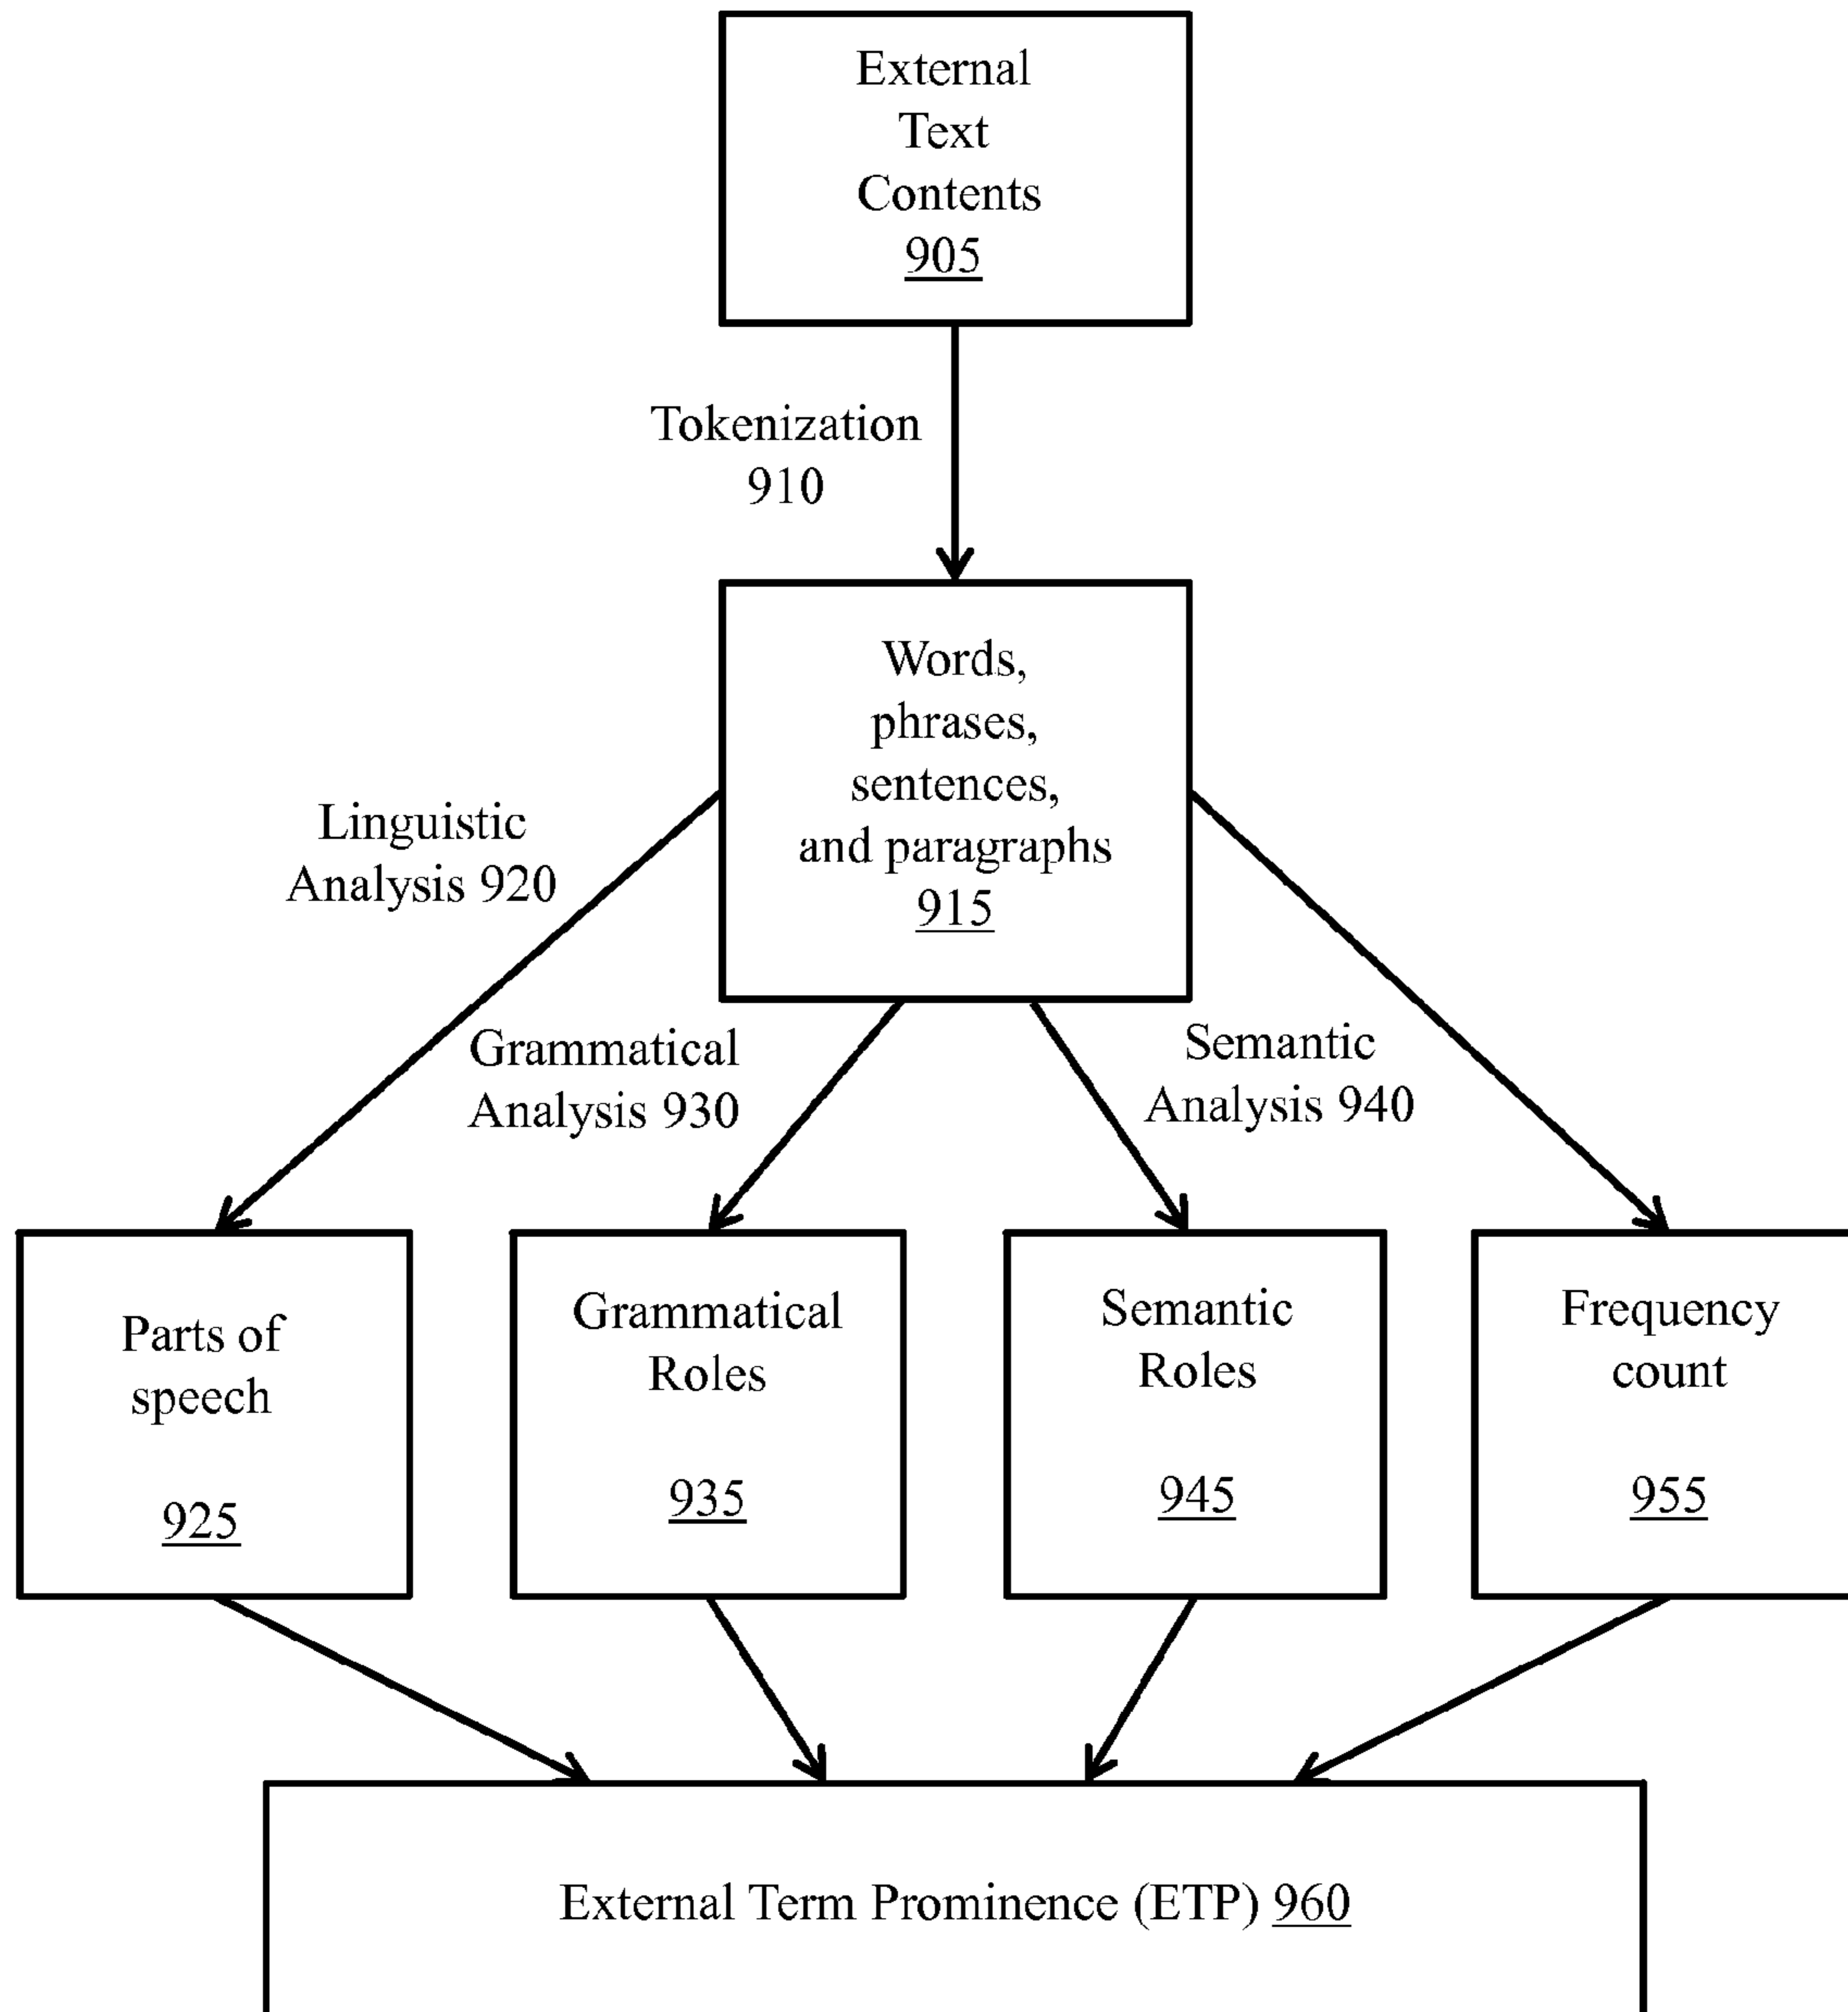 External
Text
Contents
905
Tokenization
910
Words,
phrases,
sentences,
and paragraphs
915
Linguistic
Analysis 920
Grammatical
Analysis 930
Semantic
Analysis 940
Parts of
speech
925
Grammatical
Roles
935
Semantic
Roles
945
Frequency
count
955
External Term Prominence (ETP) 960